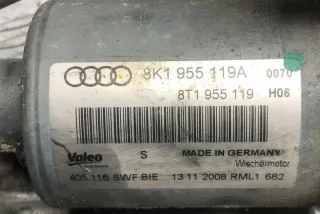 8K1 955 119A 0070
8T1 955 119 H06
Valeo S MADE IN GERMANY
Wischermotor
405.116 SWF BIE 13 11 2008 RML1 682